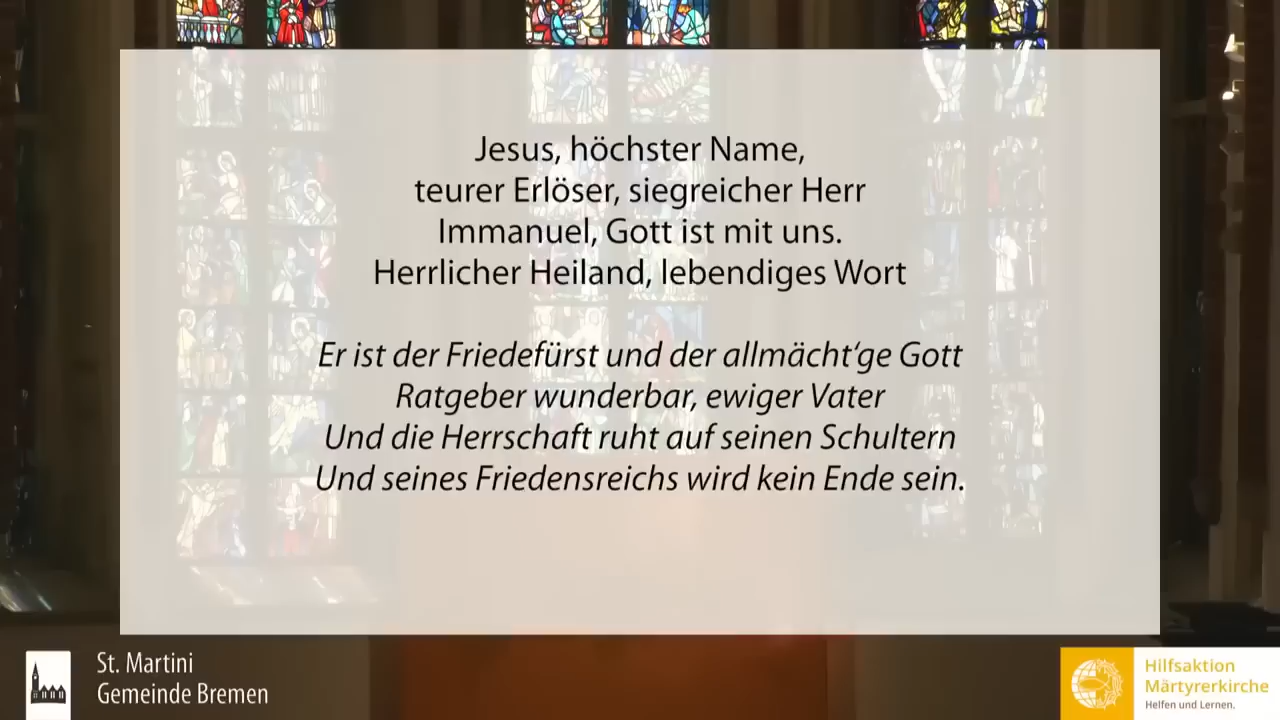 Jesus, höchster Name,
teurer Erlöser, siegreicher Herr
Immanuel, Gott ist mit uns.
Herrlicher Heiland, lebendiges Wort
Er ist der Friedefürst und der allmächt‘ge Gott
Ratgeber wunderbar, ewiger Vater
Und die Herrschaft ruht auf seinen Schultern
Und seines Friedensreichs wird kein Ende sein.
St. Martini
Gemeinde Bremen
Hilfsaktion
Märtyrerkirche
Helfen und Lernen.